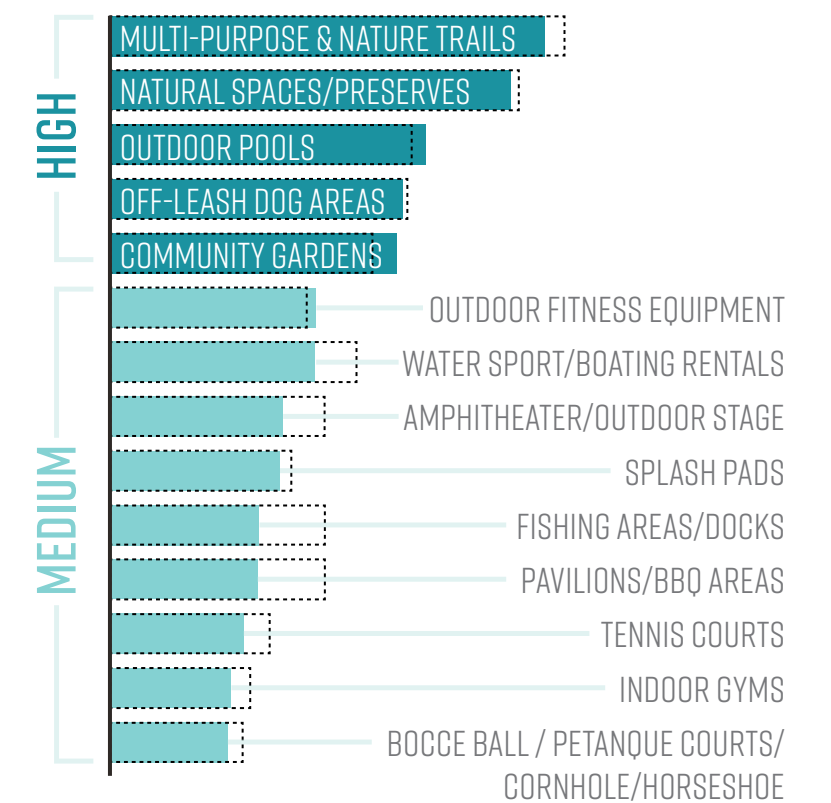 HIGH
MULTI-PURPOSE & NATURE TRAILS
NATURAL SPACES/PRESERVES
OUTDOOR POOLS
OFF-LEASH DOG AREAS
COMMUNITY GARDENS
MEDIUM
OUTDOOR FITNESS EQUIPMENT
WATER SPORT/BOATING RENTALS
AMPHITHEATER/OUTDOOR STAGE
SPLASH PADS
FISHING AREAS/DOCKS
PAVILIONS/BBQ AREAS
TENNIS COURTS
INDOOR GYMS
BOCCE BALL / PETANQUE COURTS/
CORNHOLE/HORSESHOE